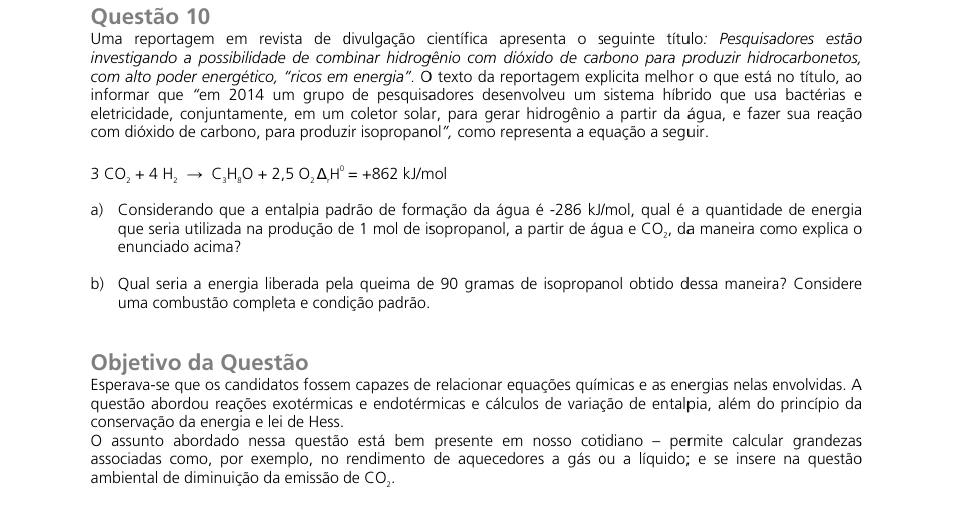 Questão 10
Uma reportagem em revista de divulgação científica apresenta o seguinte título: Pesquisadores estão
investigando a possibilidade de combinar hidrogênio com dióxido de carbono para produzir hidrocarbonetos,
com alto poder energético, “ricos em energia”. O texto da reportagem explicita melhor o que está no título, ao
informar que “em 2014 um grupo de pesquisadores desenvolveu um sistema híbrido que usa bactérias e
eletricidade, conjuntamente, em um coletor solar, para gerar hidrogênio a partir da água, e fazer sua reação
com dióxido de carbono, para produzir isopropanol”, como representa a equação a seguir.
3 CO₂ + 4 H₂ → C₃H₈O + 2,5 O₂ ΔᵣH⁰ = +862 kJ/mol
a) Considerando que a entalpia padrão de formação da água é -286 kJ/mol, qual é a quantidade de energia
que seria utilizada na produção de 1 mol de isopropanol, a partir de água e CO₂, da maneira como explica o
enunciado acima?
b) Qual seria a energia liberada pela queima de 90 gramas de isopropanol obtido dessa maneira? Considere
uma combustão completa e condição padrão.
Objetivo da Questão
Esperava-se que os candidatos fossem capazes de relacionar equações químicas e as energias nelas envolvidas. A
questão abordou reações exotérmicas e endotérmicas e cálculos de variação de entalpia, além do princípio da
conservação da energia e lei de Hess.
O assunto abordado nessa questão está bem presente em nosso cotidiano – permite calcular grandezas
associadas como, por exemplo, no rendimento de aquecedores a gás ou a líquido; e se insere na questão
ambiental de diminuição da emissão de CO₂.